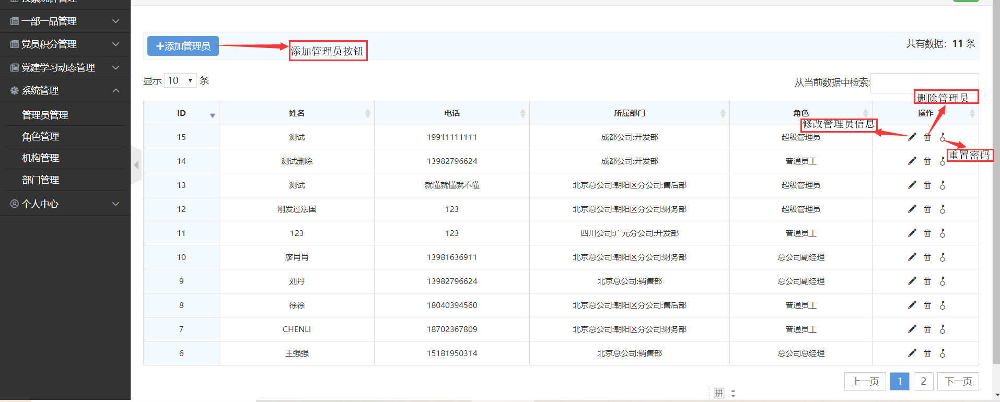 投票统计管理
一部一品管理
党员积分管理
党建学习动态管理
系统管理
管理员管理
角色管理
机构管理
部门管理
个人中心
添加管理员
添加管理员按钮
共有数据：11 条
显示 10 条
从当前数据中检索:
删除管理员
ID 姓名 电话 所属部门 角色 操作
修改管理员信息
15 测试 19911111111 成都公司:开发部 超级管理员
重置密码
14 测试删除 13982796624 成都公司:开发部 普通员工
13 测试 就懂就懂就不懂 北京总公司:朝阳区分公司:售后部 超级管理员
12 刚发过法国 123 北京总公司:朝阳区分公司:财务部 超级管理员
11 123 123 四川公司:广元分公司:开发部 普通员工
10 廖肖肖 13981636911 北京总公司:朝阳区分公司:财务部 总公司副经理
9 刘丹 13982796624 北京总公司:销售部 总公司副经理
8 徐徐 18040394560 北京总公司:朝阳区分公司:售后部 普通员工
7 CHENLI 18702367809 北京总公司:朝阳区分公司:财务部 普通员工
6 王强强 15181950314 北京总公司:销售部 总公司总经理
上一页 1 2 下一页
拼